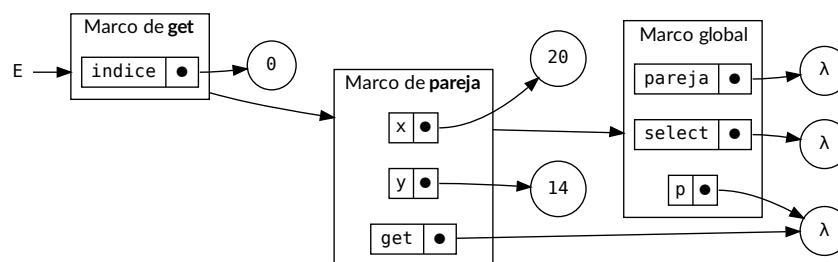 E
Marco de get
indice
0
Marco de pareja
x
20
y
14
get
Marco global
pareja
λ
select
λ
p
λ